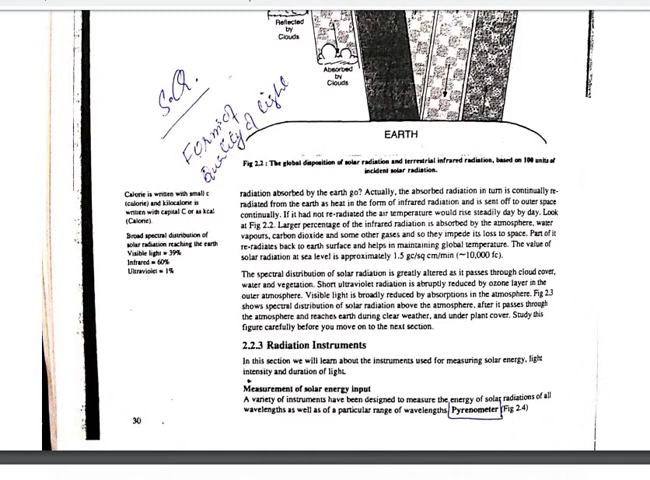 Reflected
by
Clouds
Absorbed
by
Clouds
S.Q.
Form of
Quality of light
EARTH
Fig 2.2 : The global disposition of solar radiation and terrestrial infrared radiation, based on 100 units of
incident solar radiation.
Calorie is written with small c
(calorie) and kilocalorie is
written with capital C or as kcal
(Calorie)
Broad spectral distribution of
solar radiation reaching the earth
Visible light = 39%
Infrared = 60%
Ultraviolet = 1%
radiation absorbed by the earth go? Actually, the absorbed radiation in turn is continually re-
radiated from the earth as heat in the form of infrared radiation and is sent off to outer space
continually. If it had not re-radiated the air temperature would rise steadily day by day. Look
at Fig 2.2. Larger percentage of the infrared radiation is absorbed by the atmosphere, water
vapours, carbon dioxide and some other gases and so they impede its loss to space. Part of it
re-radiates back to earth surface and helps in maintaining global temperature. The value of
solar radiation at sea level is approximately 1.5 gc/sq cm/min (~10,000 fc).
The spectral distribution of solar radiation is greatly altered as it passes through cloud cover,
water and vegetation. Short ultraviolet radiation is abruptly reduced by ozone layer in the
outer atmosphere. Visible light is broadly reduced by absorptions in the atmosphere. Fig 2.3
shows spectral distribution of solar radiation above the atmosphere, after it passes through
the atmosphere and reaches earth during clear weather, and under plant cover. Study this
figure carefully before you move on to the next section.
2.2.3 Radiation Instruments
In this section we will learn about the instruments used for measuring solar energy, light
intensity and duration of light.
Measurement of solar energy input
A variety of instruments have been designed to measure the energy of solar radiations of all
wavelengths as well as of a particular range of wavelengths. Pyrenometer (Fig 2.4)
30